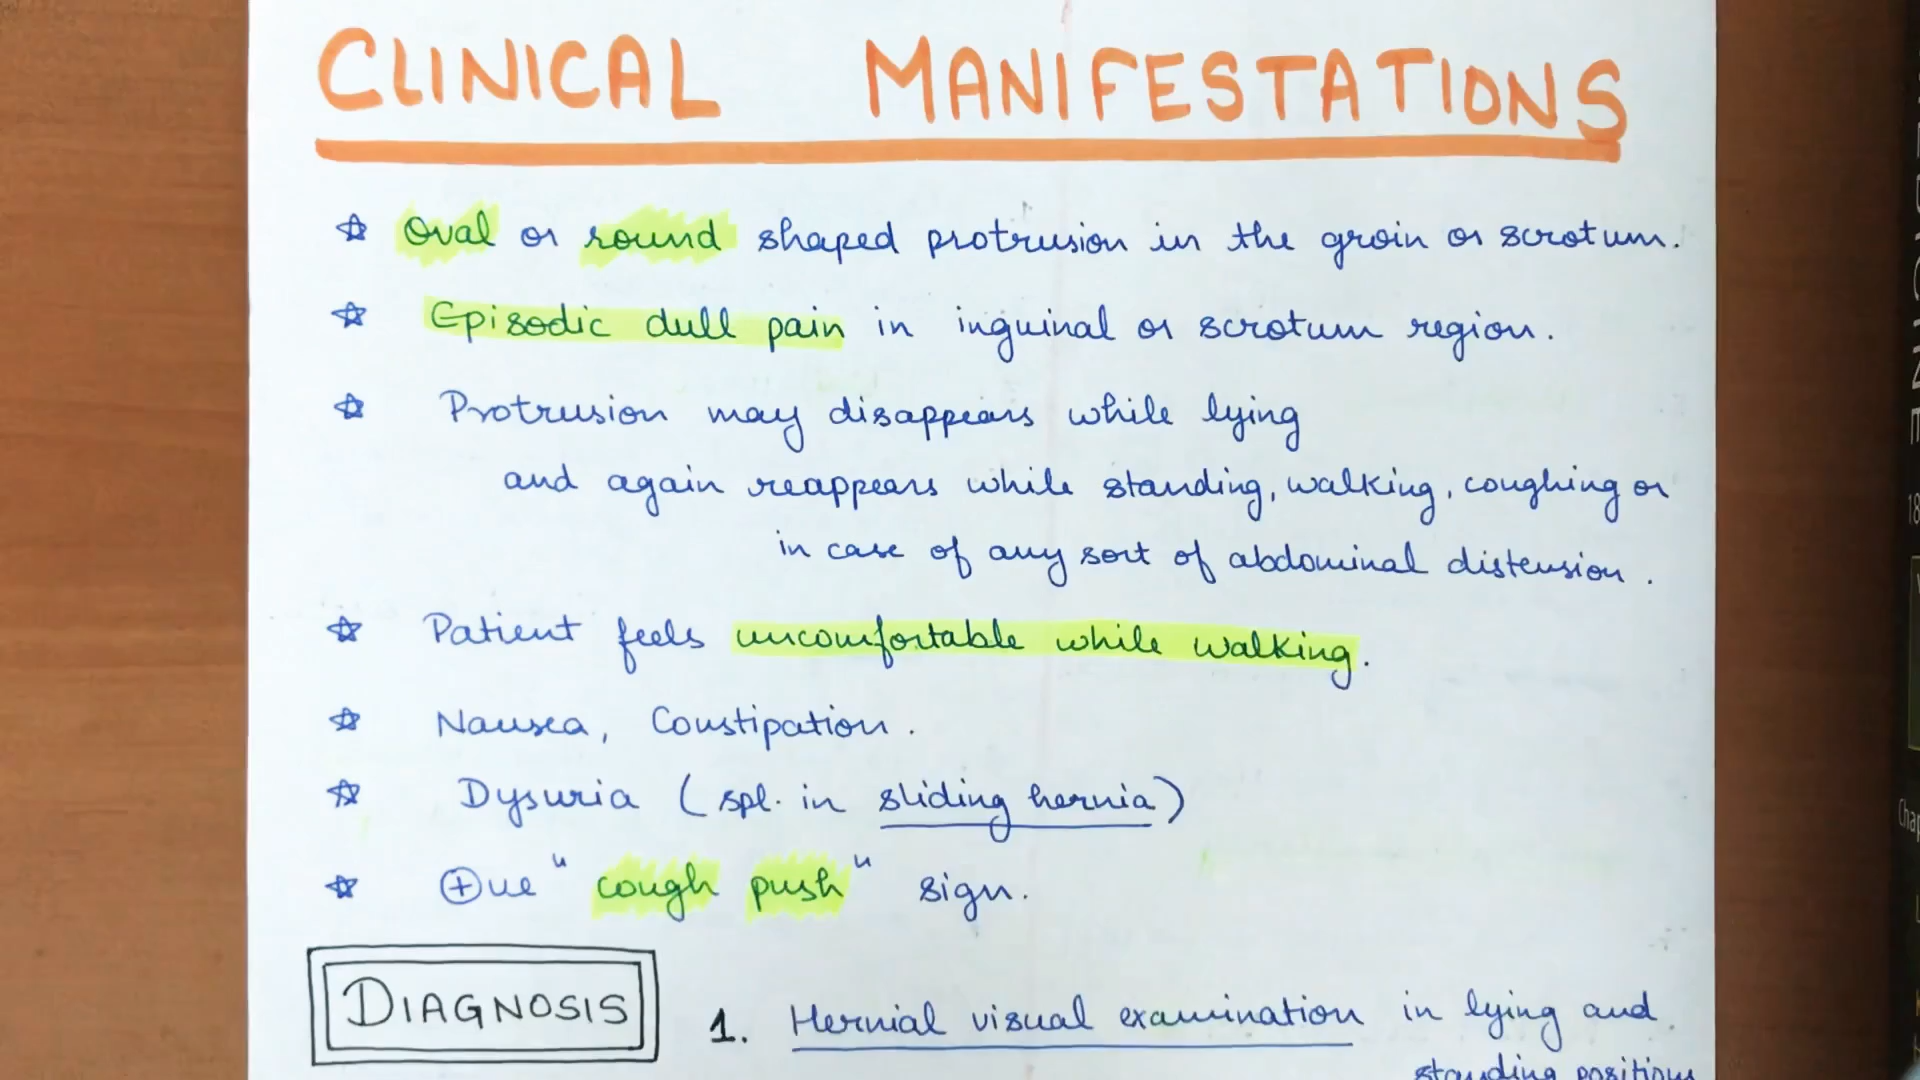 CLINICAL MANIFESTATIONS
☆ Oval or round shaped protrusion in the groin or scrotum.
☆ Episodic dull pain in inguinal or scrotum region.
☆ Protrusion may disappears while lying
and again reappears while standing, walking, coughing or
in case of any sort of abdominal distension.
☆ Patient feels uncomfortable while walking.
☆ Nausea, Constipation.
☆ Dysuria (spl. in sliding hernia)
☆ ⊕ve "cough push" sign.
DIAGNOSIS
1. Hernial visual examination in lying and
standing positions